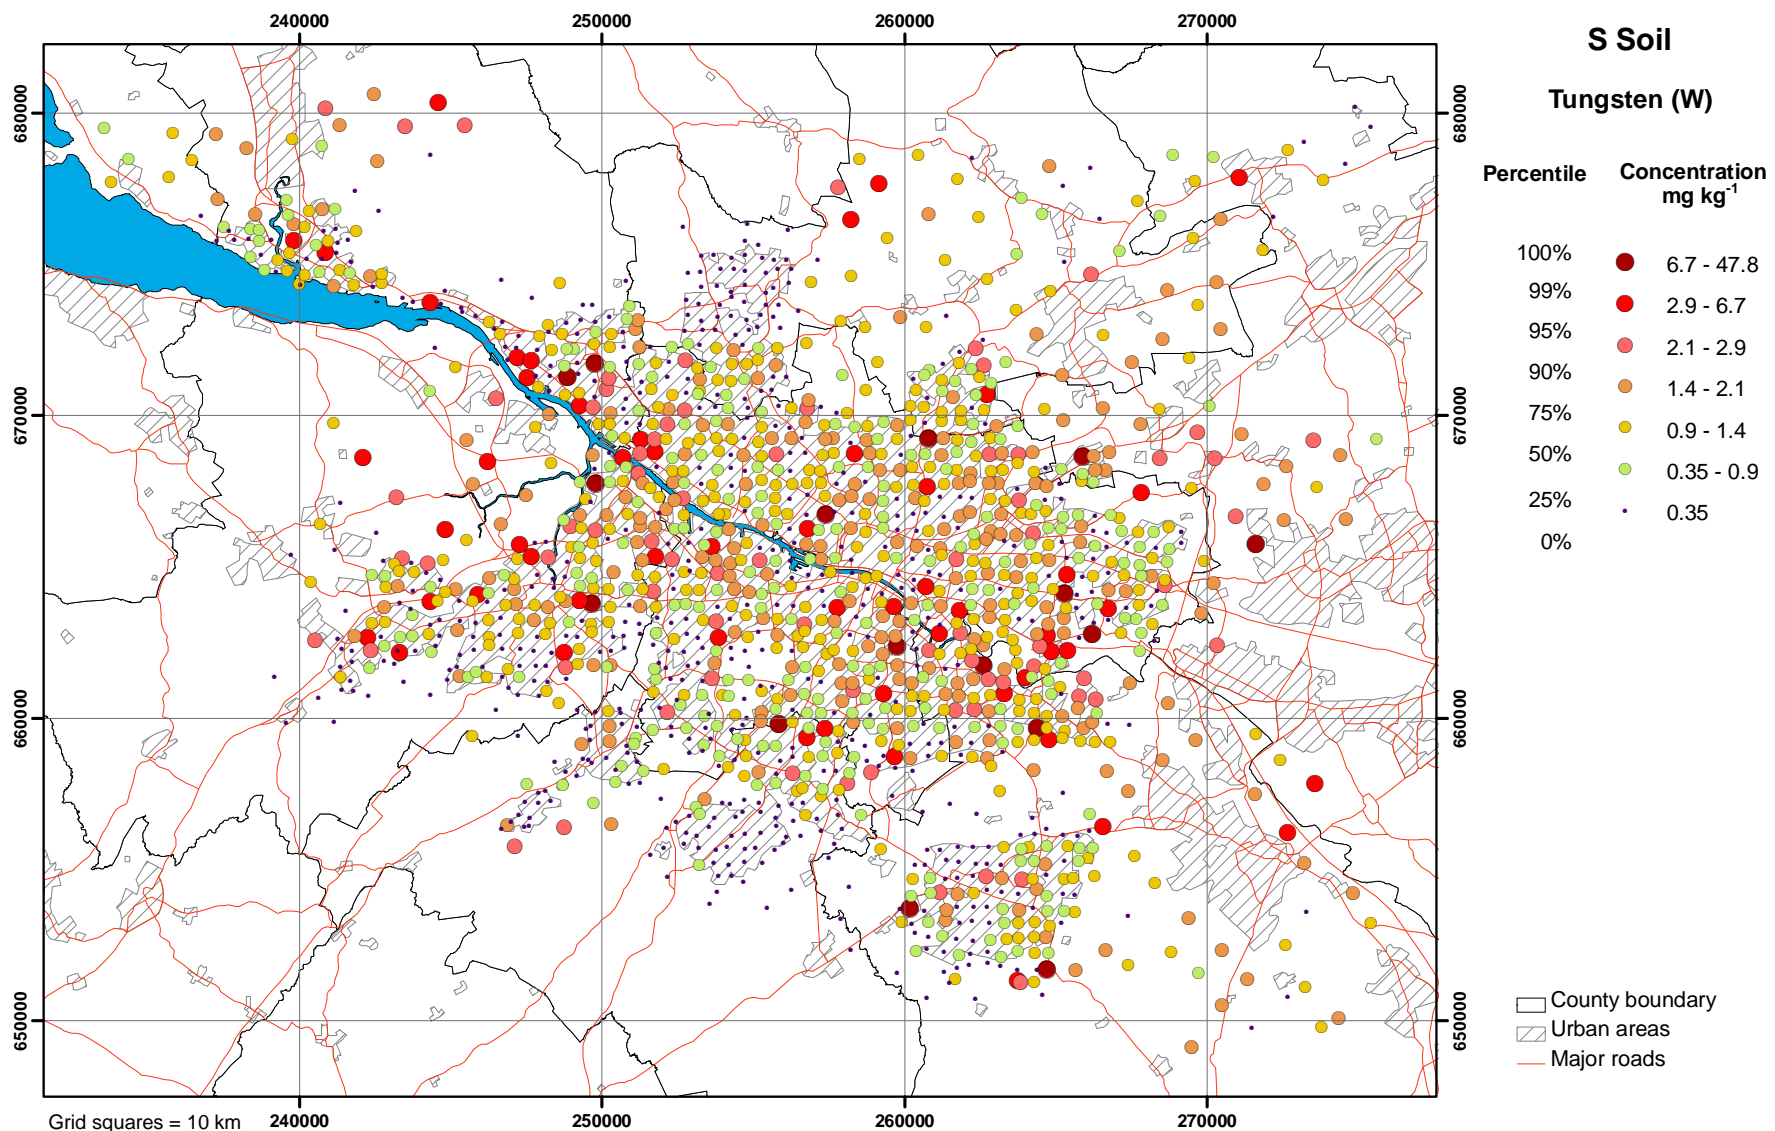 240000 250000 260000 270000
S Soil
Tungsten (W)
680000 680000
Percentile Concentration
mg kg-1
100%
6.7 - 47.8
99%
2.9 - 6.7
95%
2.1 - 2.9
90%
1.4 - 2.1
75%
0.9 - 1.4
50%
0.35 - 0.9
25%
0.35
0%
670000 670000
660000 660000
650000 650000
County boundary
Urban areas
Major roads
240000 250000 260000 270000
Grid squares = 10 km